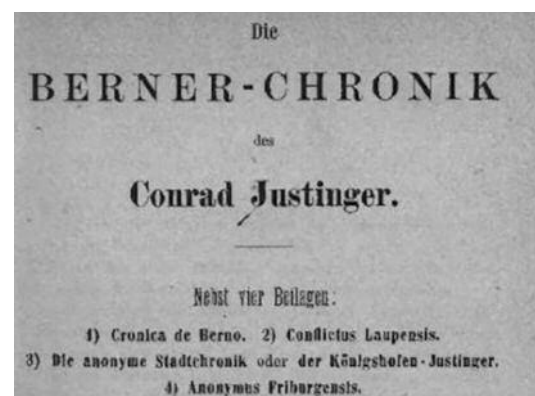 Die
BERNER-CHRONIK
des
Conrad Justinger.
Nebst vier Beilagen:
1) Cronica de Berno. 2) Conflictus Laupensis.
3) Die anonyme Stadtchronik oder der Königshofen-Justinger.
4) Anonymus Friburgensis.